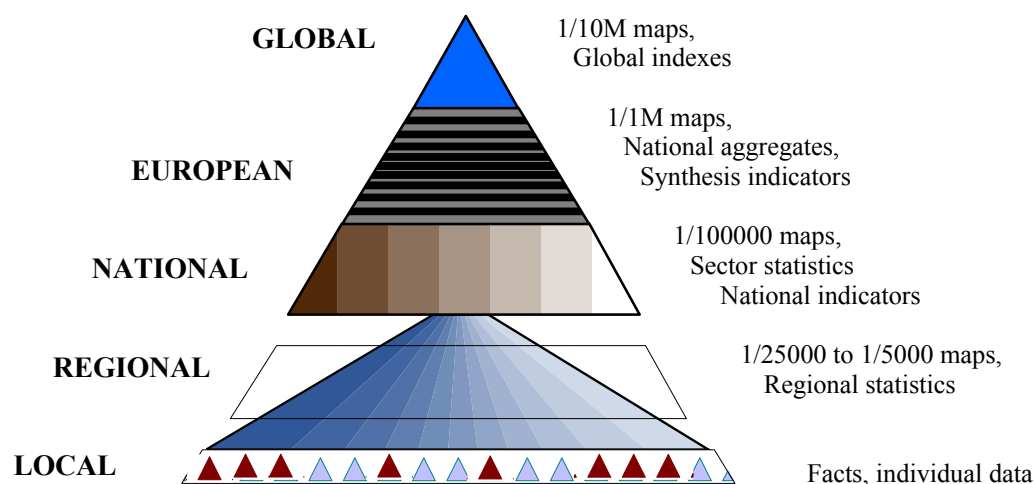 GLOBAL
1/10M maps,
Global indexes
EUROPEAN
1/1M maps,
National aggregates,
Synthesis indicators
NATIONAL
1/100000 maps,
Sector statistics
National indicators
REGIONAL
1/25000 to 1/5000 maps,
Regional statistics
LOCAL
Facts, individual data